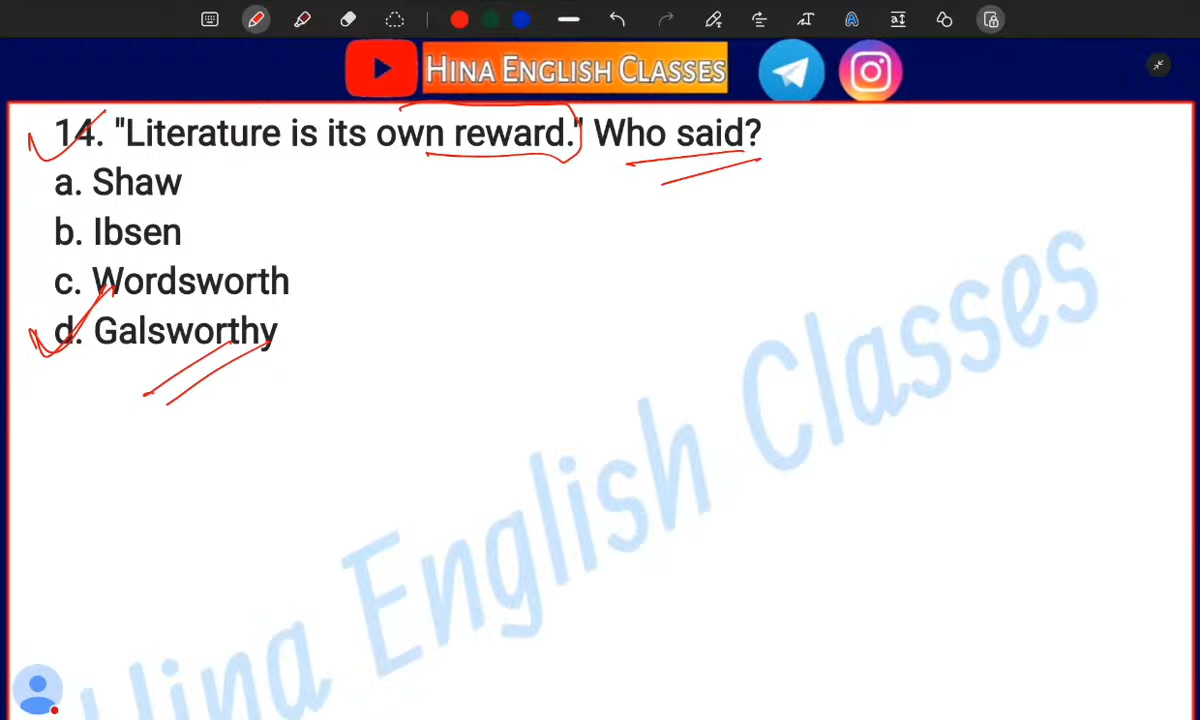 HINA ENGLISH CLASSES
14. "Literature is its own reward." Who said?
a. Shaw
b. Ibsen
c. Wordsworth
d. Galsworthy
Hina English Classes